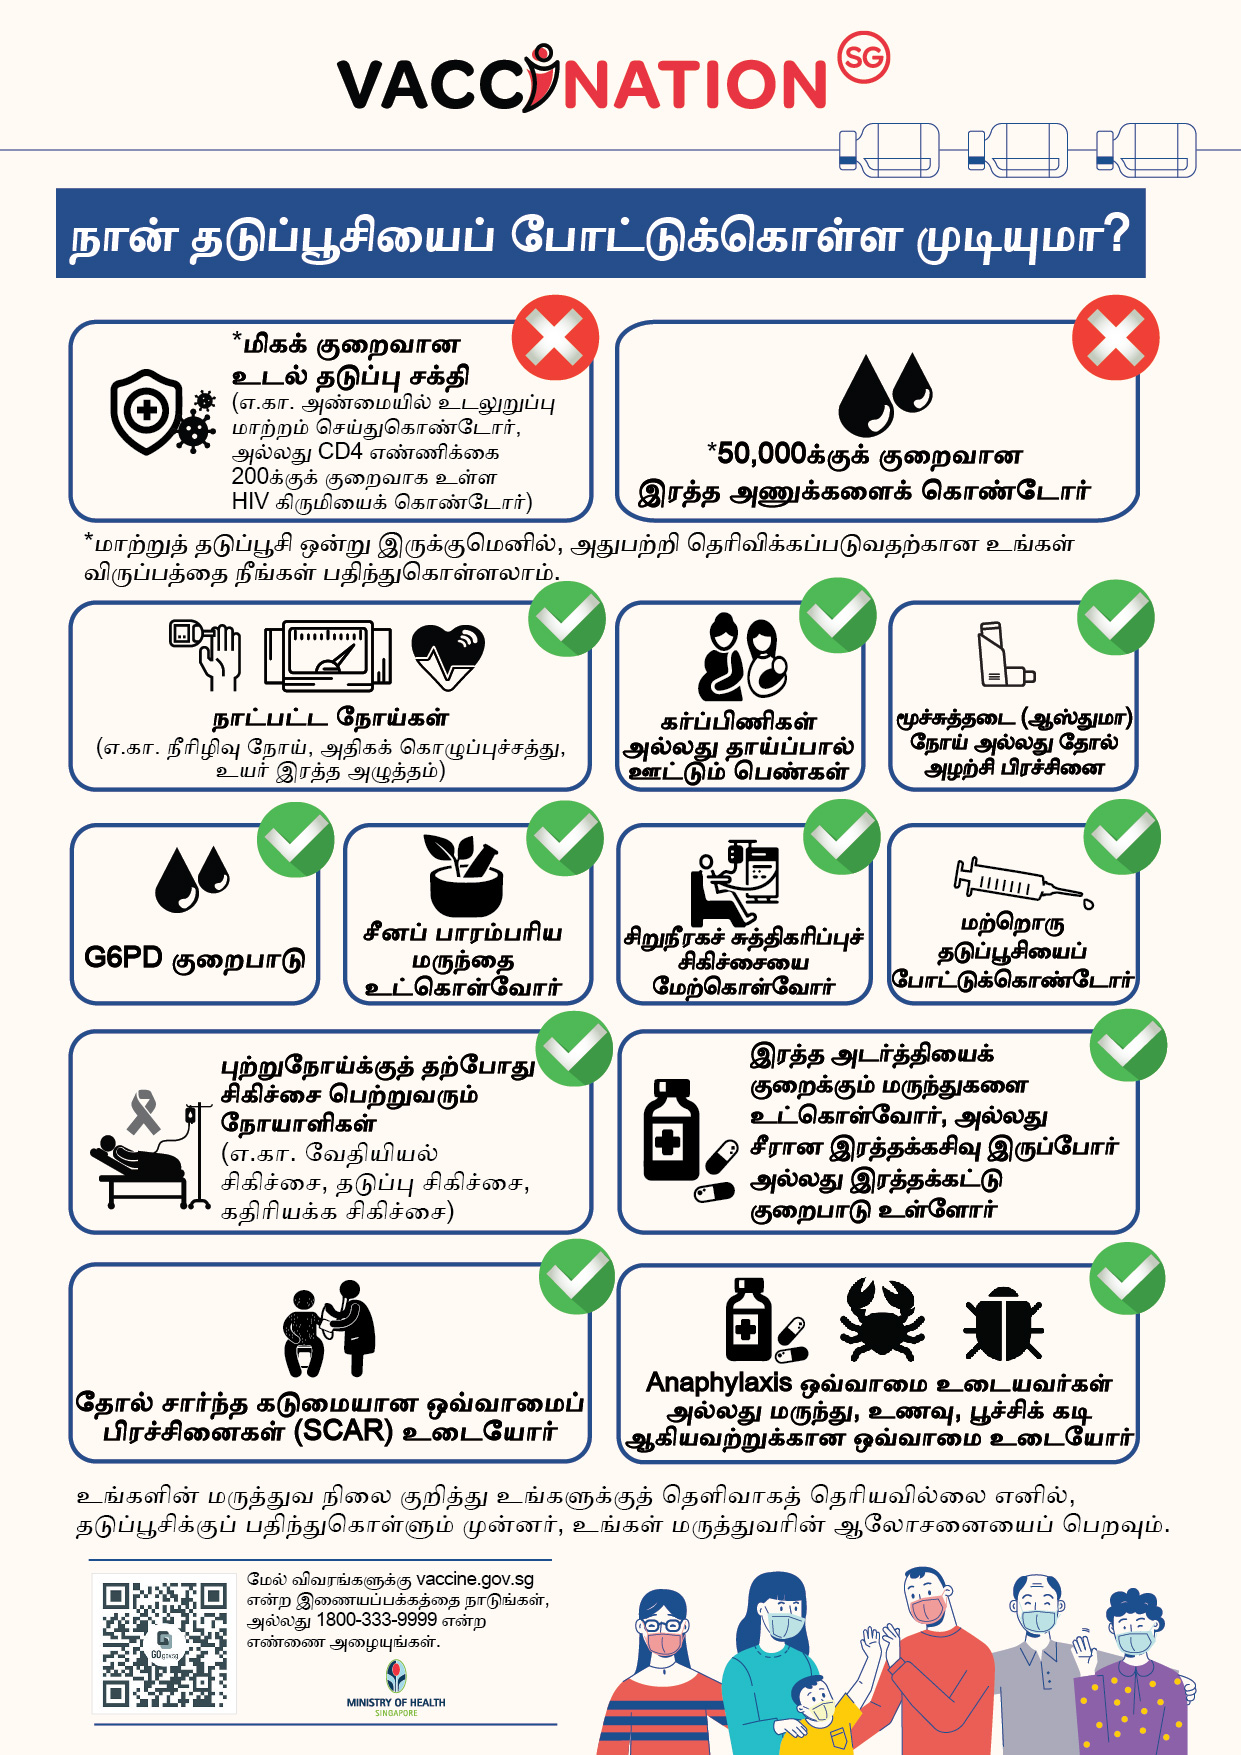 VACCINATION SG
நான் தடுப்பூசியைப் போட்டுக்கொள்ள முடியுமா?
*மிகக் குறைவான
உடல் தடுப்பு சக்தி
(எ.கா. அண்மையில் உடலுறுப்பு
மாற்றம் செய்துகொண்டோர்,
அல்லது CD4 எண்ணிக்கை
200க்குக் குறைவாக உள்ள
HIV கிருமியைக் கொண்டோர்)
*50,000க்குக் குறைவான
இரத்த அணுக்களைக் கொண்டோர்
*மாற்றுத் தடுப்பூசி ஒன்று இருக்குமெனில், அதுபற்றி தெரிவிக்கப்படுவதற்கான உங்கள்
விருப்பத்தை நீங்கள் பதிந்துகொள்ளலாம்.
நாட்பட்ட நோய்கள்
(எ.கா. நீரிழிவு நோய், அதிகக் கொழுப்புச்சத்து,
உயர் இரத்த அழுத்தம்)
கர்ப்பிணிகள்
அல்லது தாய்ப்பால்
ஊட்டும் பெண்கள்
மூச்சுத்தடை (ஆஸ்துமா)
நோய் அல்லது தோல்
அழற்சி பிரச்சினை
G6PD குறைபாடு
சீனப் பாரம்பரிய
மருந்தை
உட்கொள்வோர்
சிறுநீரகச் சுத்திகரிப்புச்
சிகிச்சையை
மேற்கொள்வோர்
மற்றொரு
தடுப்பூசியைப்
போட்டுக்கொண்டோர்
புற்றுநோய்க்குத் தற்போது
சிகிச்சை பெற்றுவரும்
நோயாளிகள்
(எ.கா. வேதியியல்
சிகிச்சை, தடுப்பு சிகிச்சை,
கதிரியக்க சிகிச்சை)
இரத்த அடர்த்தியைக்
குறைக்கும் மருந்துகளை
உட்கொள்வோர், அல்லது
சீரான இரத்தக்கசிவு இருப்போர்
அல்லது இரத்தக்கட்டு
குறைபாடு உள்ளோர்
தோல் சார்ந்த கடுமையான ஒவ்வாமைப்
பிரச்சினைகள் (SCAR) உடையோர்
Anaphylaxis ஒவ்வாமை உடையவர்கள்
அல்லது மருந்து, உணவு, பூச்சிக் கடி
ஆகியவற்றுக்கான ஒவ்வாமை உடையோர்
உங்களின் மருத்துவ நிலை குறித்து உங்களுக்குத் தெளிவாகத் தெரியவில்லை எனில்,
தடுப்பூசிக்குப் பதிந்துகொள்ளும் முன்னர், உங்கள் மருத்துவரின் ஆலோசனையைப் பெறவும்.
மேல் விவரங்களுக்கு vaccine.gov.sg
என்ற இணையப்பக்கத்தை நாடுங்கள்,
அல்லது 1800-333-9999 என்ற
எண்ணை அழையுங்கள்.
GO.gov.sg
MINISTRY OF HEALTH
SINGAPORE